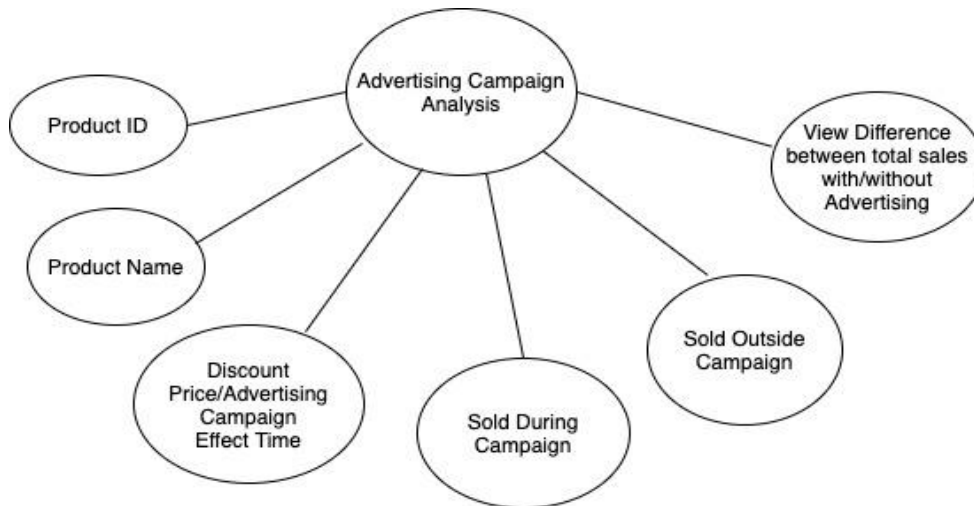 Advertising Campaign
Analysis
Product ID
View Difference
between total sales
with/without
Advertising
Product Name
Sold Outside
Campaign
Discount
Price/Advertising
Campaign
Effect Time
Sold During
Campaign